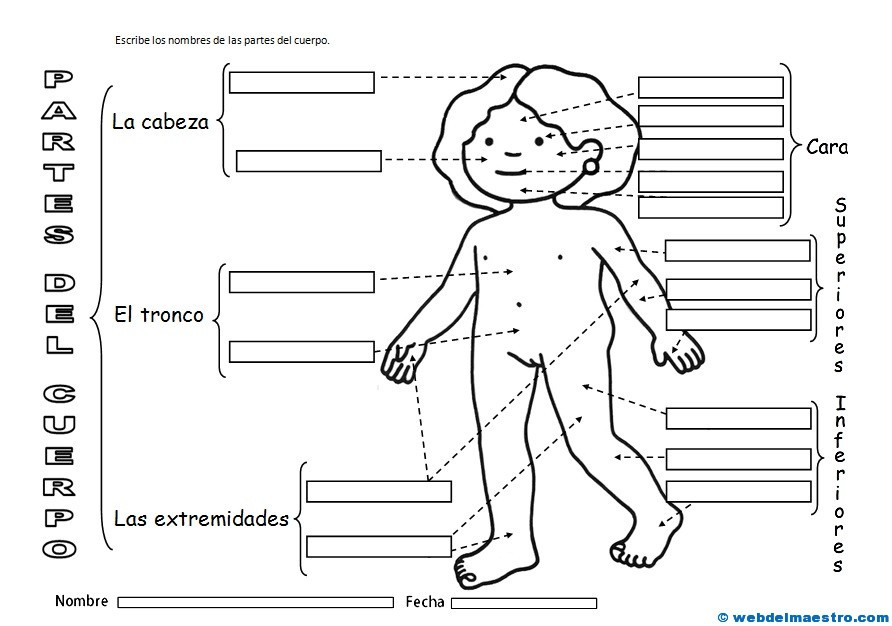 Escribe los nombres de las partes del cuerpo.
PARTES DEL CUERPO
La cabeza
Cara
Superiores
El tronco
Inferiores
Las extremidades
Nombre
Fecha
© webdelmaestro.com